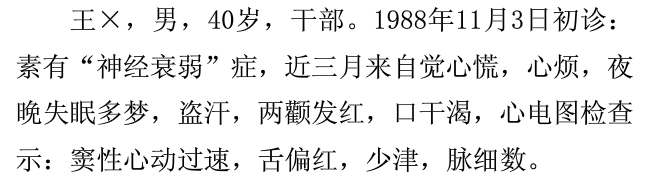 王×，男，40岁，干部。1988年11月3日初诊：
素有“神经衰弱”症，近三月来自觉心慌，心烦，夜
晚失眠多梦，盗汗，两颧发红，口干渴，心电图检查
示：窦性心动过速，舌偏红，少津，脉细数。